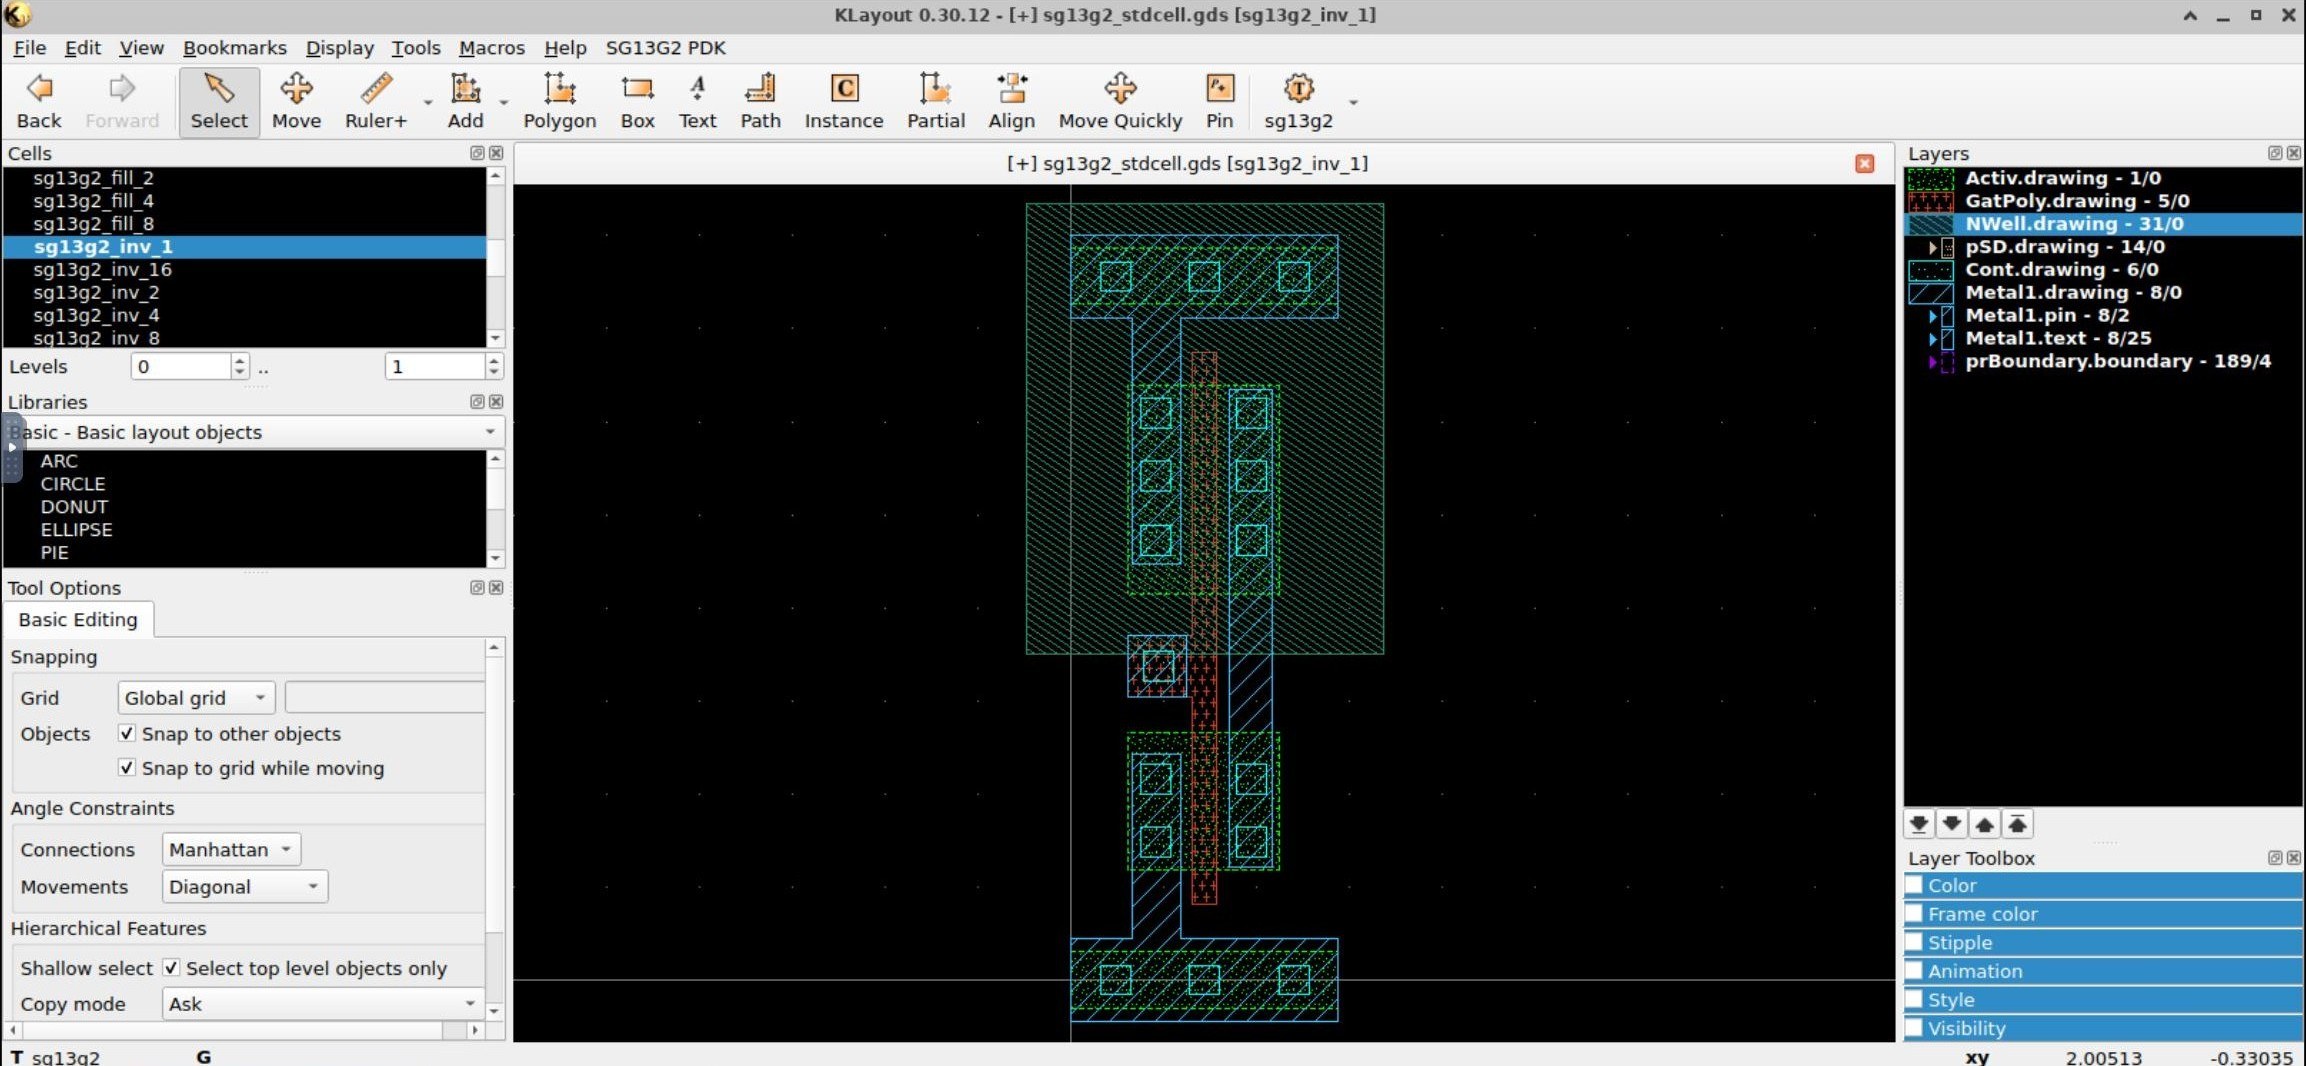 KLayout 0.30.12 - [+] sg13g2_stdcell.gds [sg13g2_inv_1]
File Edit View Bookmarks Display Tools Macros Help SG13G2 PDK
Back Forward Select Move Ruler+ Add Polygon Box Text Path Instance Partial Align Move Quickly Pin sg13g2
Cells
sg13g2_fill_2
sg13g2_fill_4
sg13g2_fill_8
sg13g2_inv_1
sg13g2_inv_16
sg13g2_inv_2
sg13g2_inv_4
sg13g2_inv_8
Levels 0 .. 1
Libraries
Basic - Basic layout objects
ARC
CIRCLE
DONUT
ELLIPSE
PIE
Tool Options
Basic Editing
Snapping
Grid Global grid
Objects Snap to other objects
Snap to grid while moving
Angle Constraints
Connections Manhattan
Movements Diagonal
Hierarchical Features
Shallow select Select top level objects only
Copy mode Ask
[+] sg13g2_stdcell.gds [sg13g2_inv_1]
Layers
Activ.drawing - 1/0
GatPoly.drawing - 5/0
NWell.drawing - 31/0
pSD.drawing - 14/0
Cont.drawing - 6/0
Metal1.drawing - 8/0
Metal1.pin - 8/2
Metal1.text - 8/25
prBoundary.boundary - 189/4
Layer Toolbox
Color
Frame color
Stipple
Animation
Style
Visibility
T sg13g2 G xy 2.00513 -0.33035